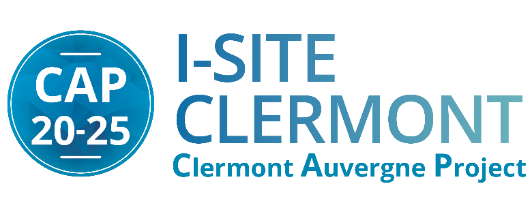 CAP
20-25
I-SITE
CLERMONT
Clermont Auvergne Project